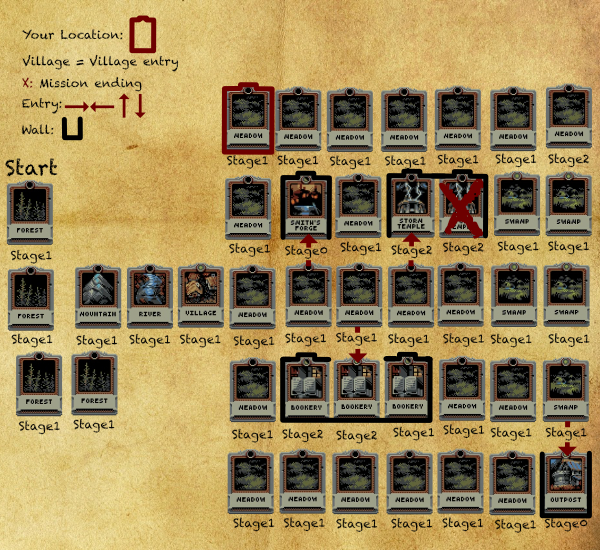 Your Location:
Village = Village entry
X: Mission ending
Entry:
Wall:
Start
MEADOW MEADOW MEADOW MEADOW MEADOW MEADOW MEADOW
Stage1 Stage1 Stage1 Stage1 Stage1 Stage1 Stage2
FOREST MEADOW SMITH'S FORGE MEADOW STORM TEMPLE SWAMP SWAMP
Stage1 Stage1 Stage0 Stage1 Stage2 Stage2 Stage1 Stage1
FOREST MOUNTAIN RIVER VILLAGE MEADOW MEADOW MEADOW MEADOW MEADOW SWAMP SWAMP
Stage1 Stage1 Stage1 Stage1 Stage1 Stage1 Stage1 Stage1 Stage1 Stage1 Stage1
FOREST FOREST MEADOW BOOKERY BOOKERY BOOKERY MEADOW MEADOW SWAMP
Stage1 Stage1 Stage1 Stage2 Stage2 Stage1 Stage1 Stage1 Stage1
MEADOW MEADOW MEADOW MEADOW MEADOW MEADOW OUTPOST
Stage1 Stage1 Stage1 Stage1 Stage1 Stage1 Stage0